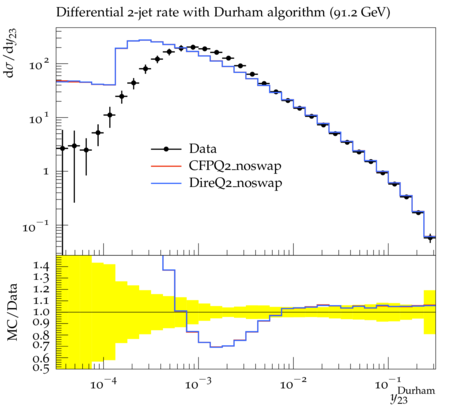 Differential 2-jet rate with Durham algorithm (91.2 GeV)
dσ/dy₂₃
10²
10¹
1
10⁻¹
Data
CFPQ2_noswap
DireQ2_noswap
MC/Data
1.4
1.3
1.2
1.1
1.0
0.9
0.8
0.7
0.6
0.5
10⁻⁴
10⁻³
10⁻²
10⁻¹
y₂₃^Durham